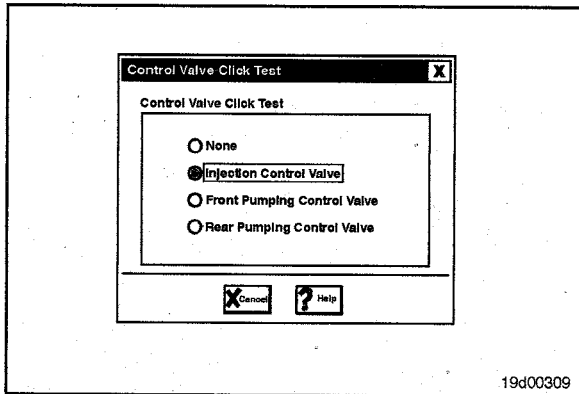 Control Valve Click Test X
Control Valve Click Test
None
Injection Control Valve
Front Pumping Control Valve
Rear Pumping Control Valve
X Cancel ? Help
19d00309